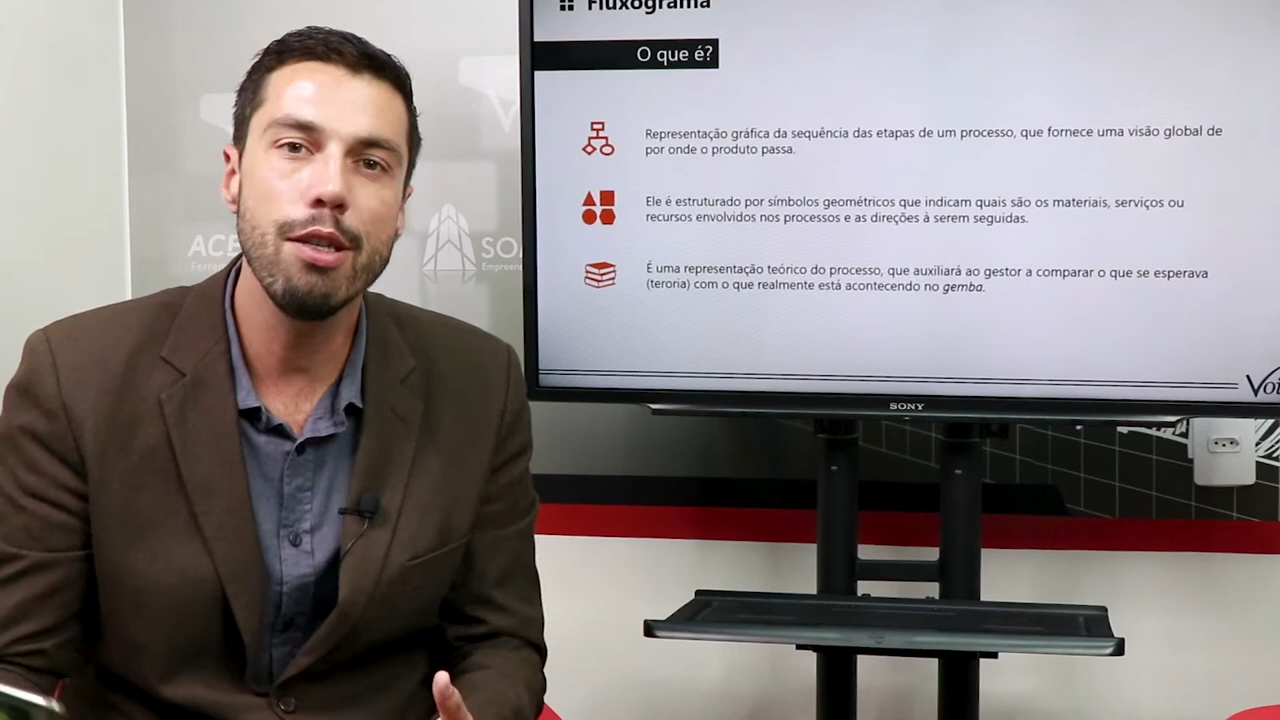 Fluxograma
O que é?
Representação gráfica da sequência das etapas de um processo, que fornece uma visão global de
por onde o produto passa.
Ele é estruturado por símbolos geométricos que indicam quais são os materiais, serviços ou
recursos envolvidos nos processos e as direções à serem seguidas.
É uma representação teórico do processo, que auxiliará ao gestor a comparar o que se esperava
(teroria) com o que realmente está acontecendo no gemba.
SONY